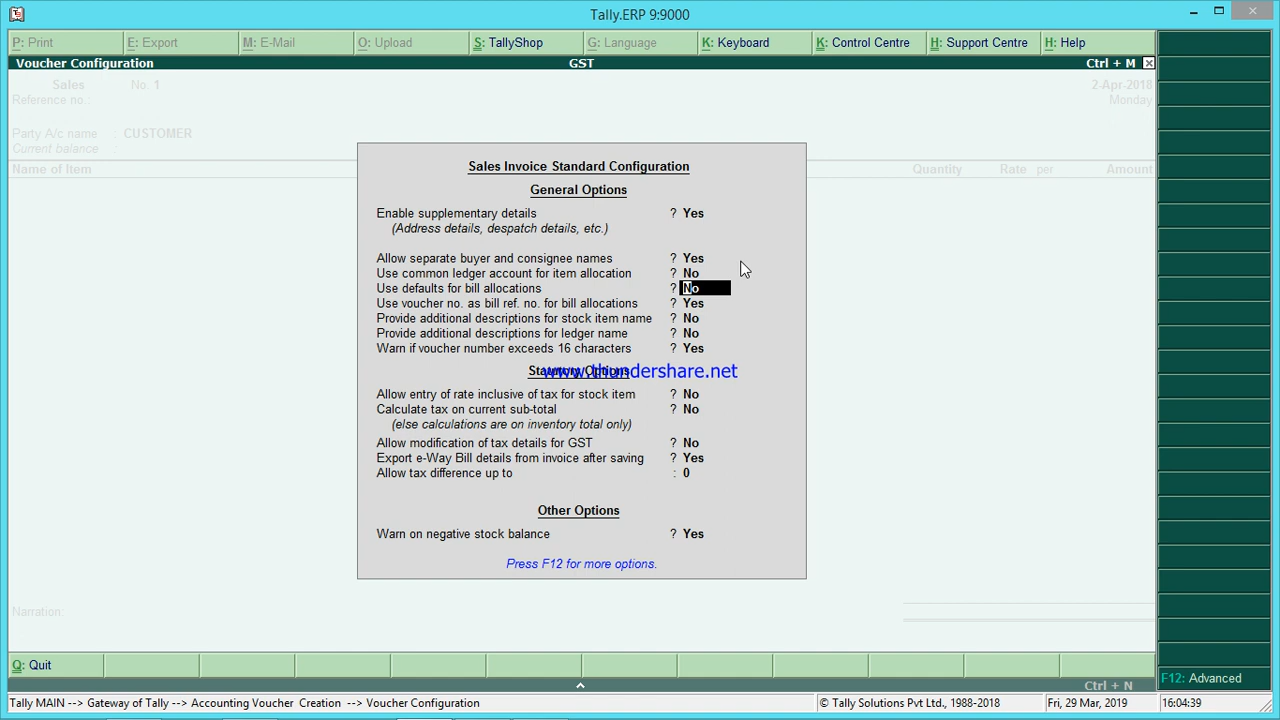 Tally.ERP 9:9000
P: Print E: Export M: E-Mail O: Upload S: TallyShop G: Language K: Keyboard K: Control Centre H: Support Centre H: Help
Voucher Configuration GST Ctrl + M
Sales No. 1 2-Apr-2018
Reference no.: Monday
Party A/c name : CUSTOMER
Current balance :
Name of Item Quantity Rate per Amount
Sales Invoice Standard Configuration
General Options
Enable supplementary details ? Yes
(Address details, despatch details, etc.)
Allow separate buyer and consignee names ? Yes
Use common ledger account for item allocation ? No
Use defaults for bill allocations ? No
Use voucher no. as bill ref. no. for bill allocations ? Yes
Provide additional descriptions for stock item name ? No
Provide additional descriptions for ledger name ? No
Warn if voucher number exceeds 16 characters ? Yes
Statutory Options
www.thundershare.net
Allow entry of rate inclusive of tax for stock item ? No
Calculate tax on current sub-total ? No
(else calculations are on inventory total only)
Allow modification of tax details for GST ? No
Export e-Way Bill details from invoice after saving ? Yes
Allow tax difference up to : 0
Other Options
Warn on negative stock balance ? Yes
Press F12 for more options.
Narration:
Q: Quit
F12: Advanced
Ctrl + N
Tally MAIN --> Gateway of Tally --> Accounting Voucher Creation --> Voucher Configuration © Tally Solutions Pvt Ltd., 1988-2018 Fri, 29 Mar, 2019 16:04:39